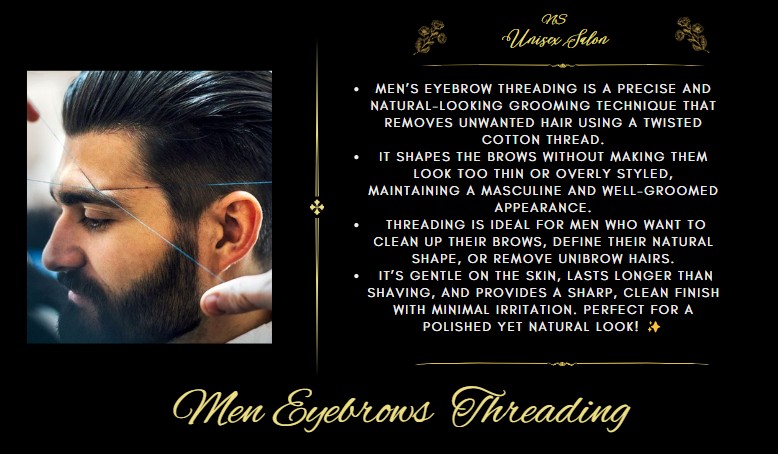 NS
Unisex Salon
• MEN'S EYEBROW THREADING IS A PRECISE AND
NATURAL-LOOKING GROOMING TECHNIQUE THAT
REMOVES UNWANTED HAIR USING A TWISTED
COTTON THREAD.
• IT SHAPES THE BROWS WITHOUT MAKING THEM
LOOK TOO THIN OR OVERLY STYLED,
MAINTAINING A MASCULINE AND WELL-GROOMED
APPEARANCE.
• THREADING IS IDEAL FOR MEN WHO WANT TO
CLEAN UP THEIR BROWS, DEFINE THEIR NATURAL
SHAPE, OR REMOVE UNIBROW HAIRS.
• IT'S GENTLE ON THE SKIN, LASTS LONGER THAN
SHAVING, AND PROVIDES A SHARP, CLEAN FINISH
WITH MINIMAL IRRITATION. PERFECT FOR A
POLISHED YET NATURAL LOOK! ✨
Men Eyebrows Threading